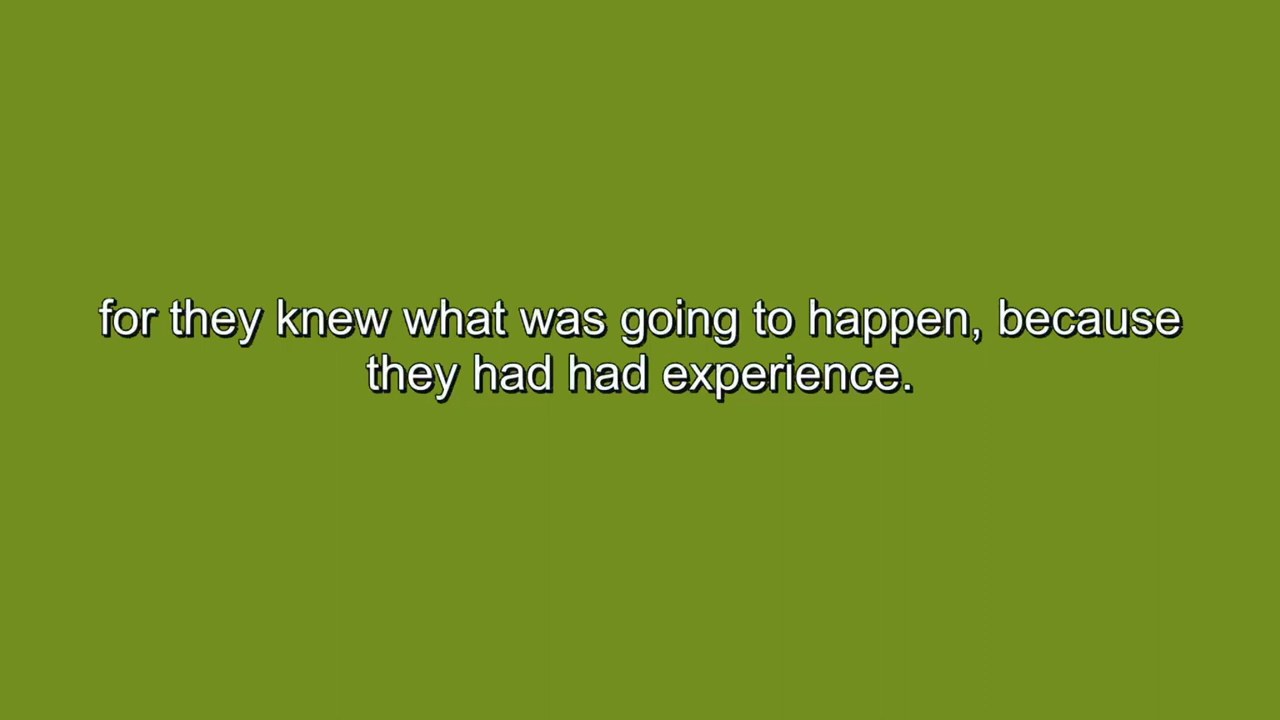 for they knew what was going to happen, because
they had had experience.